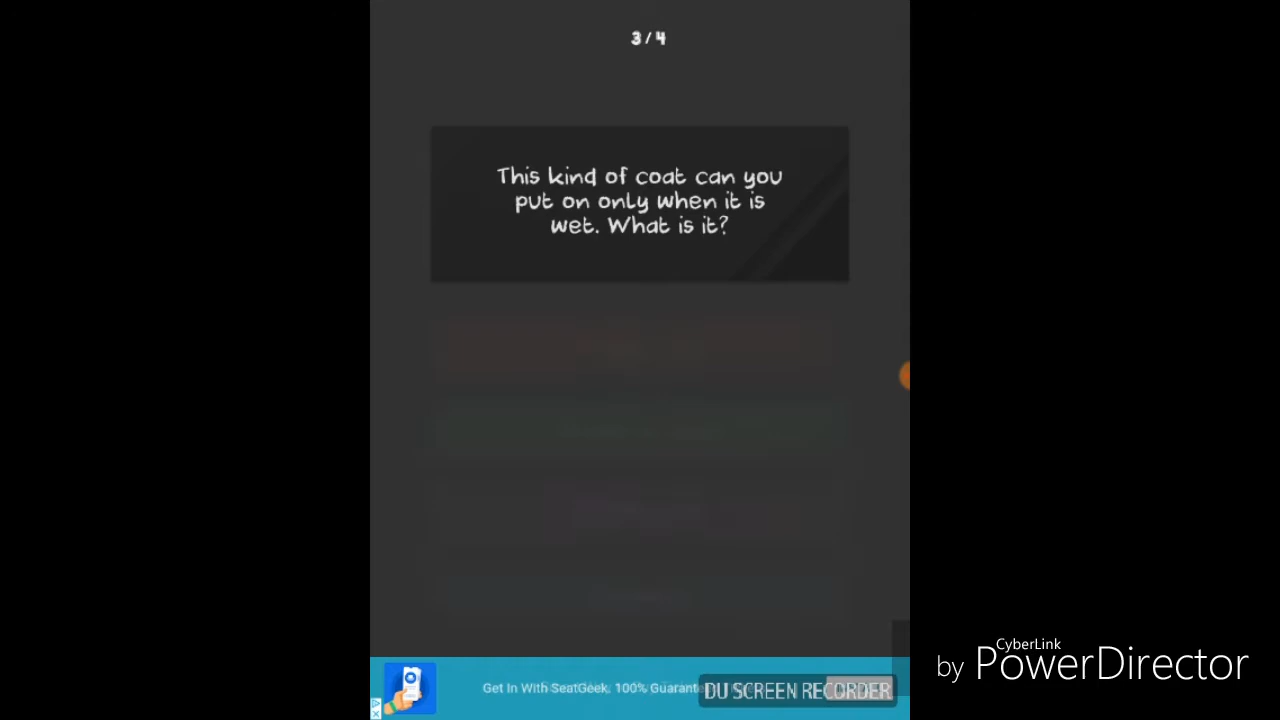 3 / 4
This kind of coat can you
put on only when it is
wet. What is it?
Get In With SeatGeek. 100%
DU SCREEN RECORDER
CyberLink
by PowerDirector